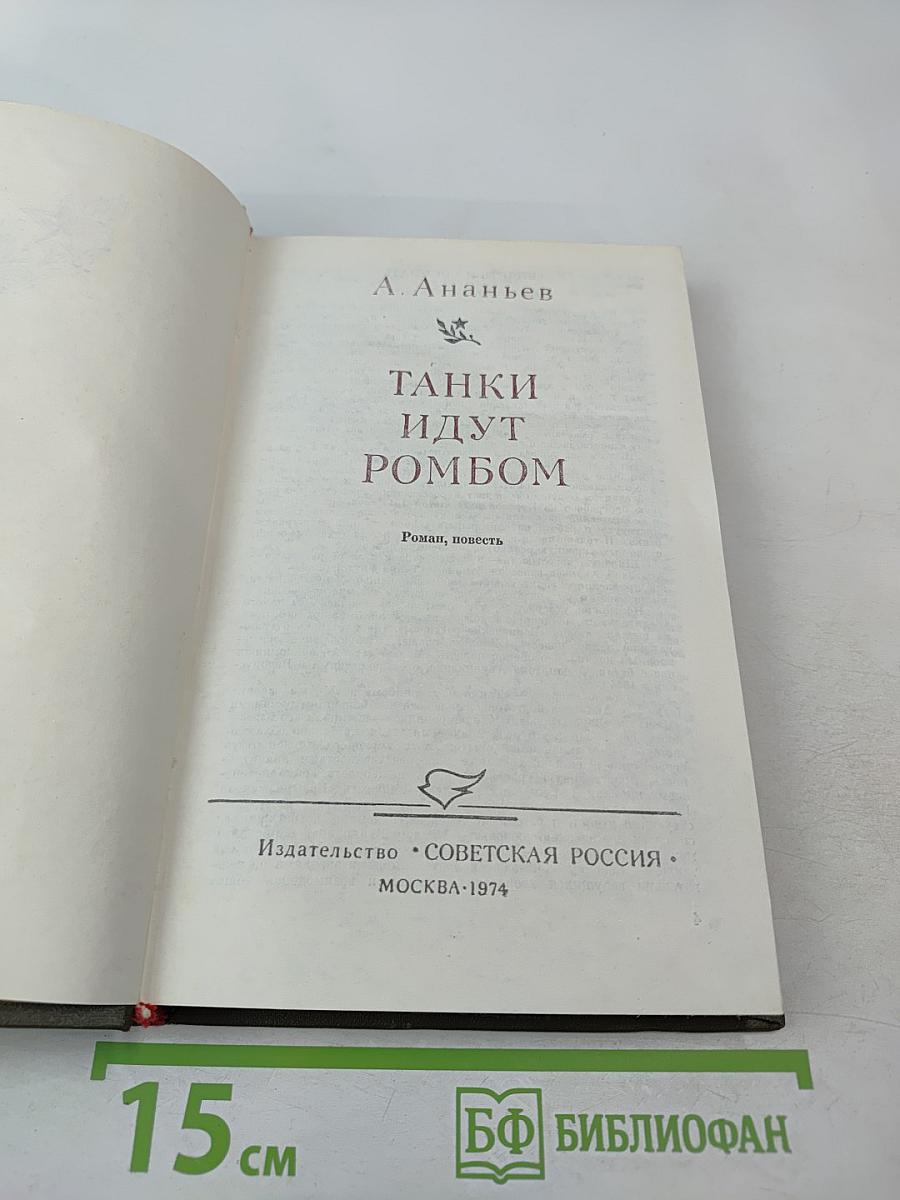 А. Ананьев
ТАНКИ
ИДУТ
РОМБОМ
Роман, повесть
Издательство • СОВЕТСКАЯ РОССИЯ •
МОСКВА • 1974
15 см
БФ БИБЛИОФАН